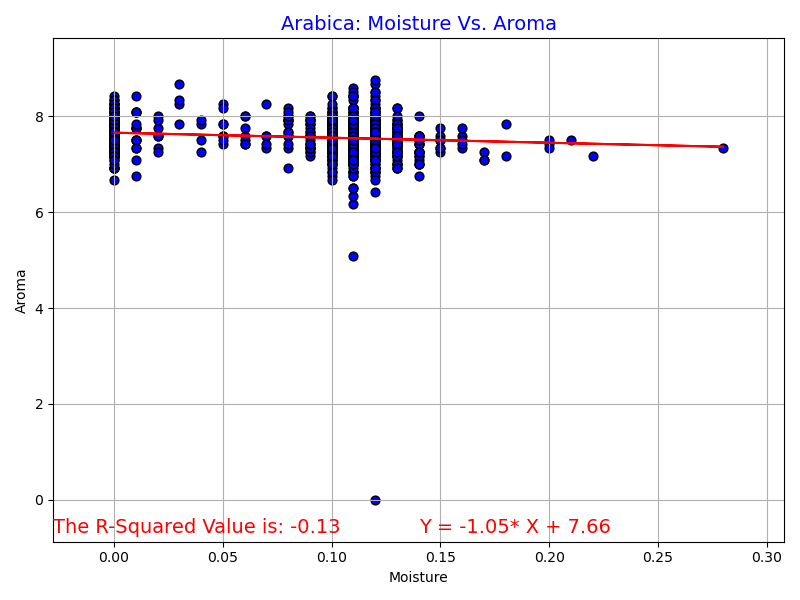 Arabica: Moisture Vs. Aroma
Aroma
8
6
4
2
0
The R-Squared Value is: -0.13
Y = -1.05* X + 7.66
0.00 0.05 0.10 0.15 0.20 0.25 0.30
Moisture